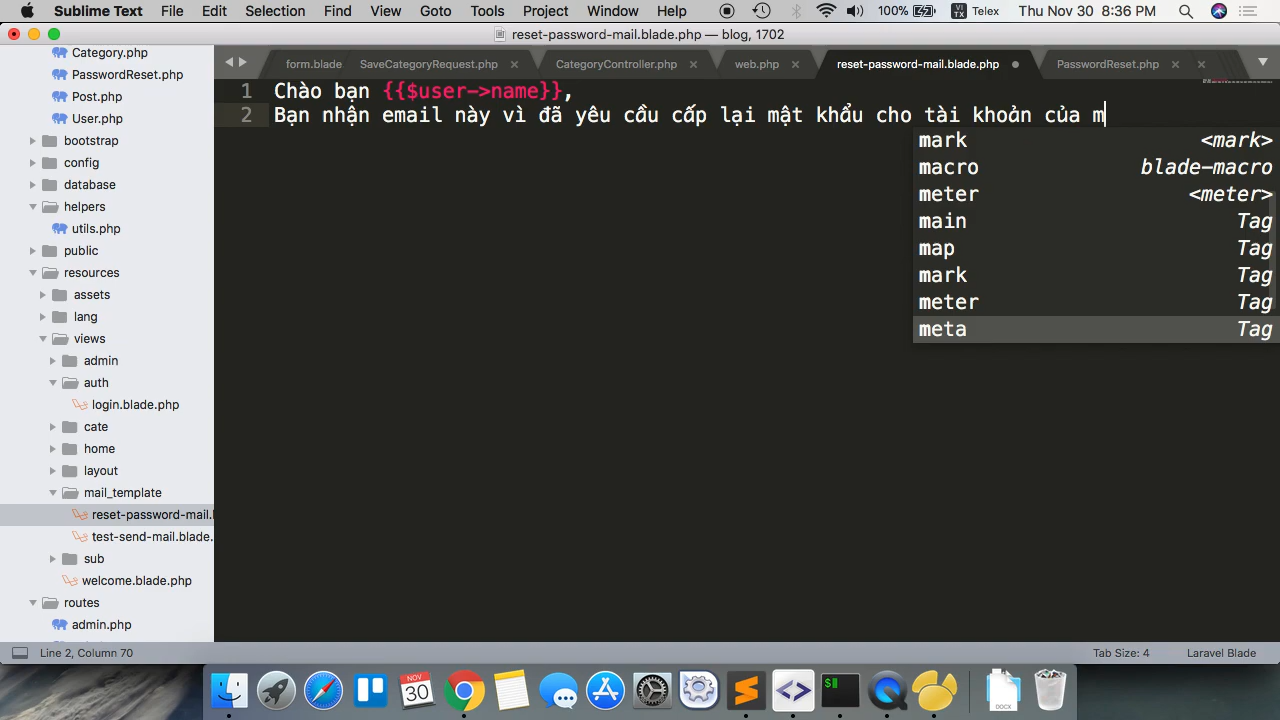 Sublime Text File Edit Selection Find View Goto Tools Project Window Help 100% VI TX Telex Thu Nov 30 8:36 PM
reset-password-mail.blade.php — blog, 1702
form.blade SaveCategoryRequest.php CategoryController.php web.php reset-password-mail.blade.php PasswordReset.php
Category.php
PasswordReset.php
Post.php
User.php
bootstrap
config
database
helpers
utils.php
public
resources
assets
lang
views
admin
auth
login.blade.php
cate
home
layout
mail_template
reset-password-mail.
test-send-mail.blade.
sub
welcome.blade.php
routes
admin.php
1 Chào bạn {{$user->name}},
2 Bạn nhận email này vì đã yêu cầu cấp lại mật khẩu cho tài khoản của m
mark <mark>
macro blade-macro
meter <meter>
main Tag
map Tag
mark Tag
meter Tag
meta Tag
Line 2, Column 70 Tab Size: 4 Laravel Blade
NOV
30
$
DOCX